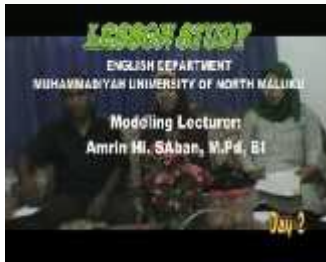 LESSON STUDY
ENGLISH DEPARTMENT
MUHAMMADIYAH UNIVERSITY OF NORTH MALUKU
Modeling Lecturer:
Amrin Hi. SAban, M.Pd, BI
Day 2